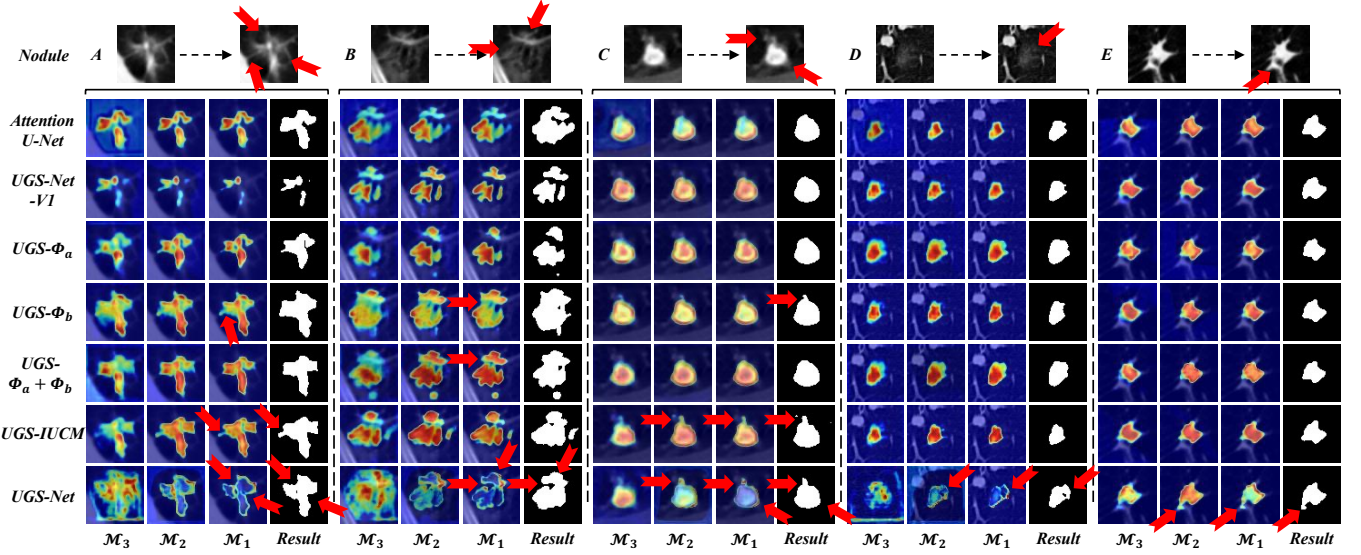 Nodule A B C D E
Attention
U-Net
UGS-Net
-V1
UGS-Φa
UGS-Φb
UGS-
Φa + Φb
UGS-IUCM
UGS-Net
ℳ3 ℳ2 ℳ1 Result ℳ3 ℳ2 ℳ1 Result ℳ3 ℳ2 ℳ1 Result ℳ3 ℳ2 ℳ1 Result ℳ3 ℳ2 ℳ1 Result